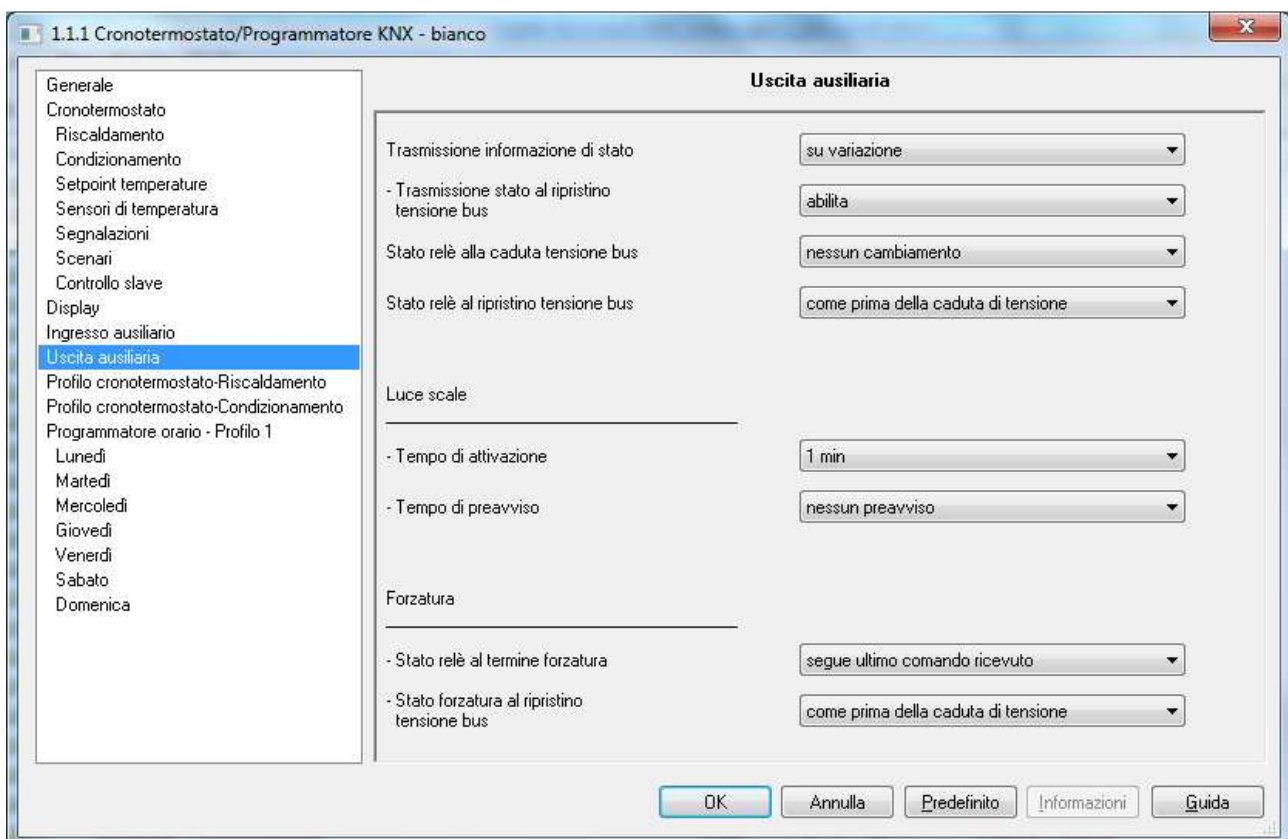 1.1.1 Cronotermostato/Programmatore KNX - bianco
Generale
Cronotermostato
Riscaldamento
Condizionamento
Setpoint temperature
Sensori di temperatura
Segnalazioni
Scenari
Controllo slave
Display
Ingresso ausiliario
Uscita ausiliaria
Profilo cronotermostato-Riscaldamento
Profilo cronotermostato-Condizionamento
Programmatore orario - Profilo 1
Lunedì
Martedì
Mercoledì
Giovedì
Venerdì
Sabato
Domenica
Uscita ausiliaria
Trasmissione informazione di stato
su variazione
- Trasmissione stato al ripristino
tensione bus
abilita
Stato relè alla caduta tensione bus
nessun cambiamento
Stato relè al ripristino tensione bus
come prima della caduta di tensione
Luce scale
- Tempo di attivazione
1 min
- Tempo di preavviso
nessun preavviso
Forzatura
- Stato relè al termine forzatura
segue ultimo comando ricevuto
- Stato forzatura al ripristino
tensione bus
come prima della caduta di tensione
OK
Annulla
Predefinito
Informazioni
Guida